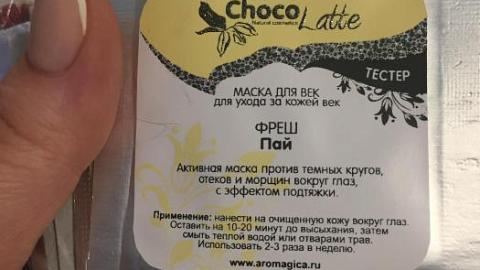 Choco
Latte
Natural cosmetics
ТЕСТЕР
МАСКА ДЛЯ ВЕК
для ухода за кожей век
ФРЕШ
Пай
Активная маска против темных кругов,
отеков и морщин вокруг глаз,
с эффектом подтяжки.
Применение: нанести на очищенную кожу вокруг глаз.
Оставить на 10-20 минут до высыхания, затем
смыть теплой водой или отварами трав.
Использовать 2-3 раза в неделю.
www.aromagica.ru